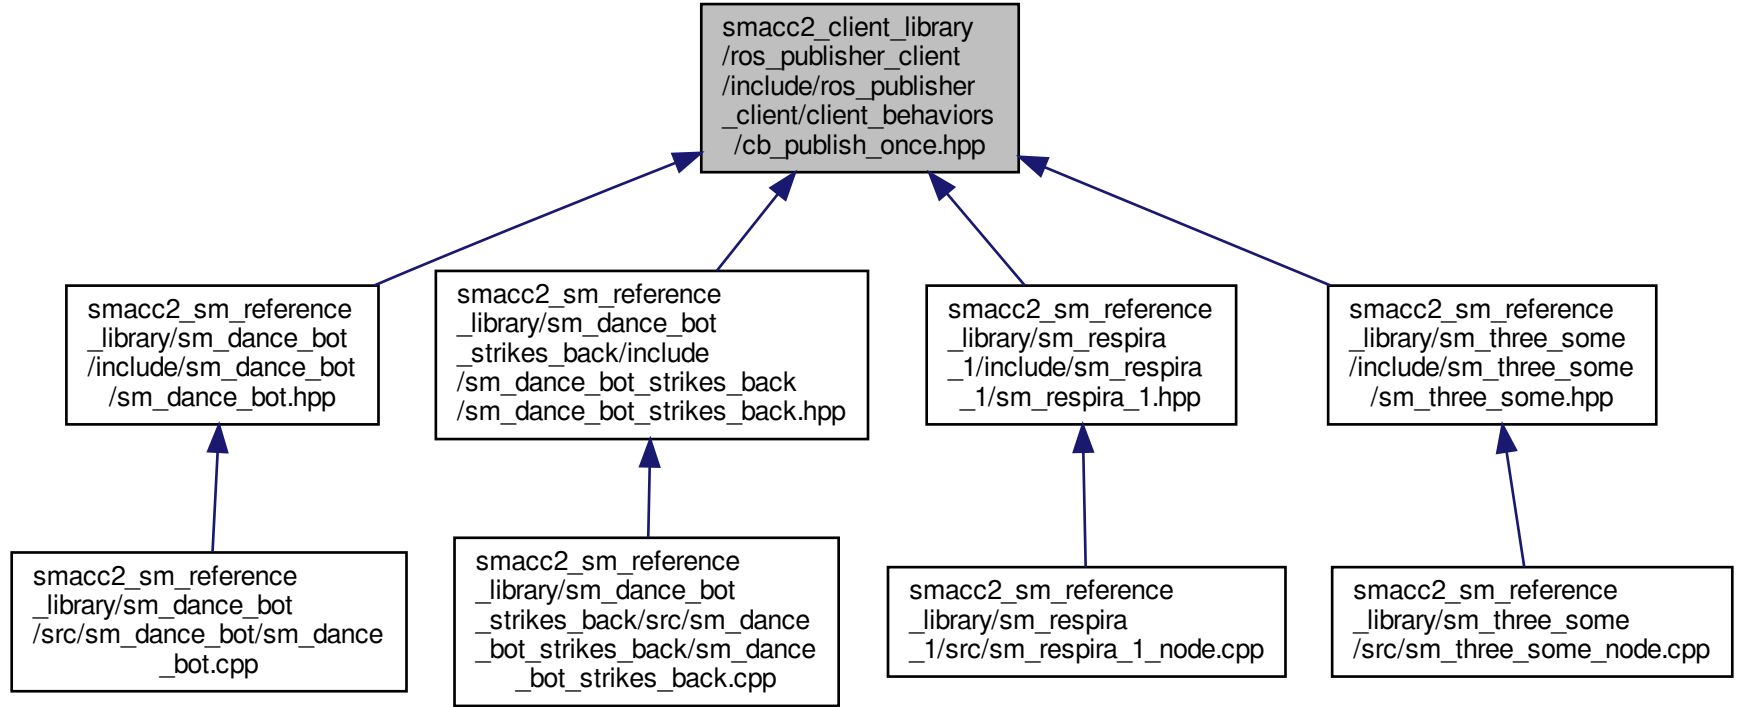 smacc2_client_library
/ros_publisher_client
/include/ros_publisher
_client/client_behaviors
/cb_publish_once.hpp
smacc2_sm_reference
_library/sm_dance_bot
/include/sm_dance_bot
/sm_dance_bot.hpp
smacc2_sm_reference
_library/sm_dance_bot
_strikes_back/include
/sm_dance_bot_strikes_back
/sm_dance_bot_strikes_back.hpp
smacc2_sm_reference
_library/sm_respira
_1/include/sm_respira
_1/sm_respira_1.hpp
smacc2_sm_reference
_library/sm_three_some
/include/sm_three_some
/sm_three_some.hpp
smacc2_sm_reference
_library/sm_dance_bot
/src/sm_dance_bot/sm_dance
_bot.cpp
smacc2_sm_reference
_library/sm_dance_bot
_strikes_back/src/sm_dance
_bot_strikes_back/sm_dance
_bot_strikes_back.cpp
smacc2_sm_reference
_library/sm_respira
_1/src/sm_respira_1_node.cpp
smacc2_sm_reference
_library/sm_three_some
/src/sm_three_some_node.cpp